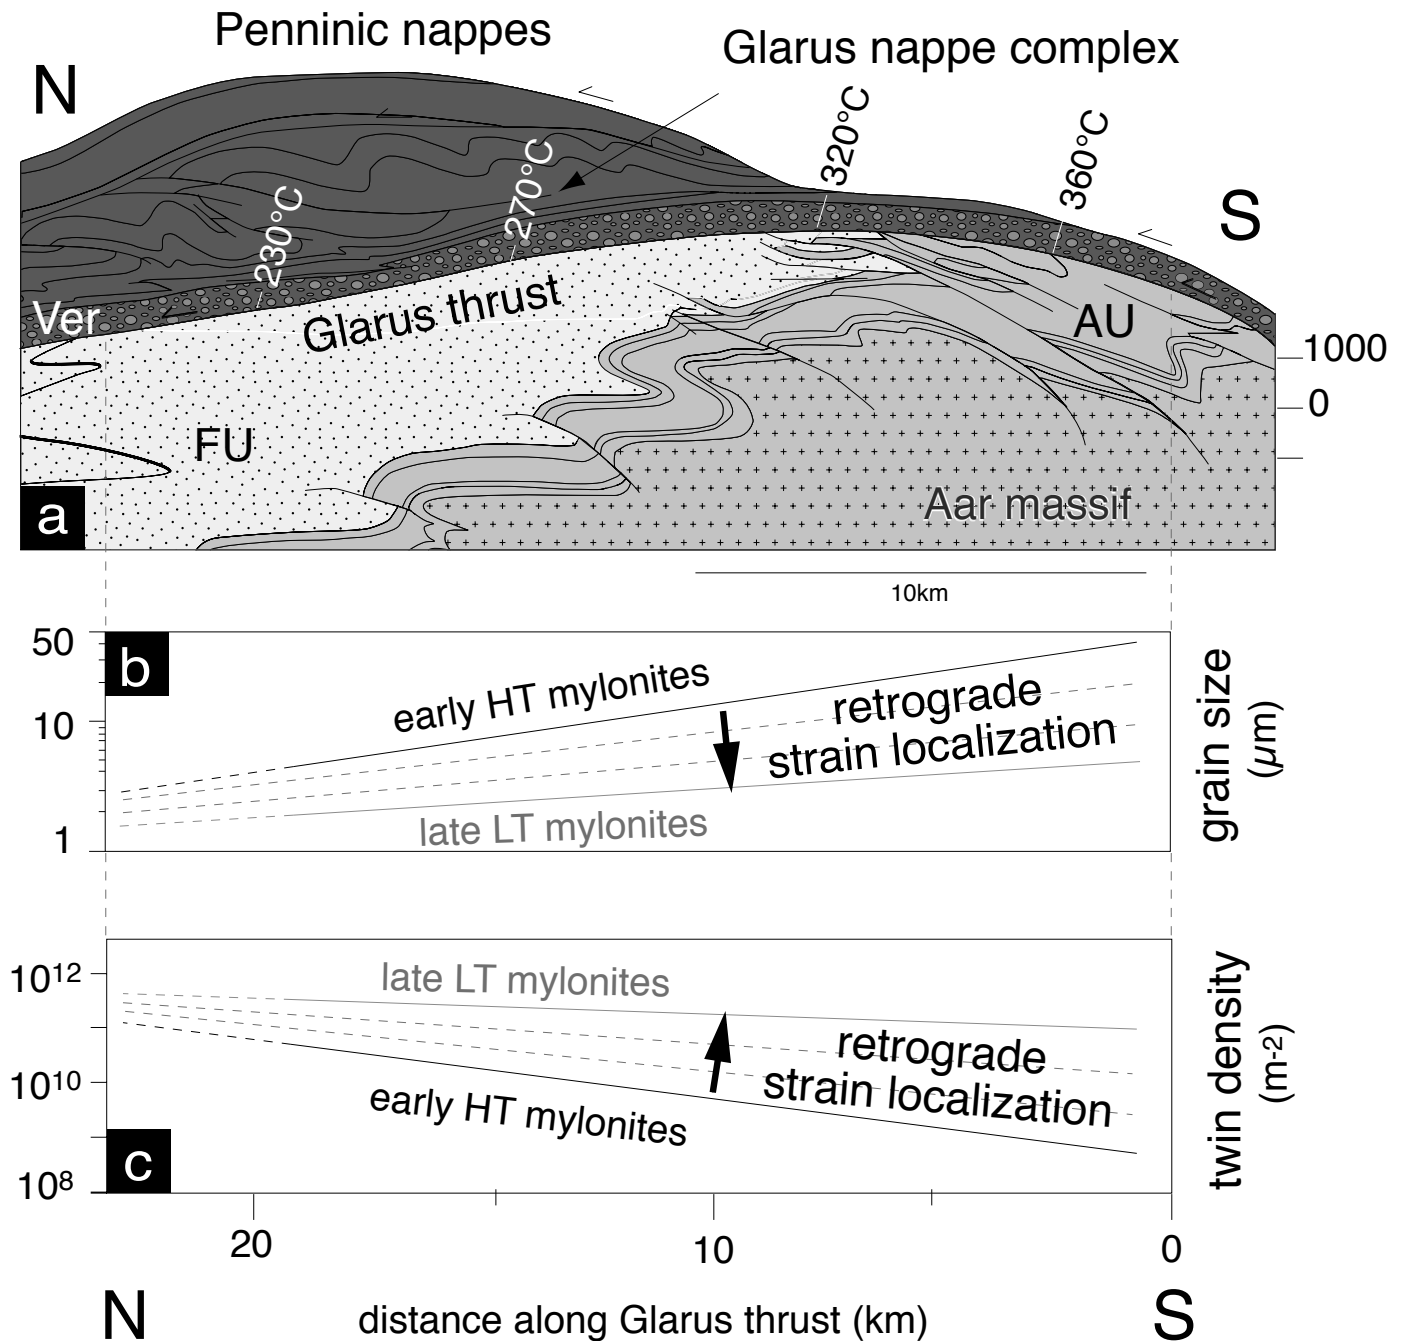 Penninic nappes
Glarus nappe complex
N
S
230°C
270°C
320°C
360°C
Ver
Glarus thrust
AU
FU
Aar massif
1000
0
a
10km
b
50
10
1
early HT mylonites
retrograde
strain localization
late LT mylonites
grain size
(µm)
10¹²
10¹⁰
10⁸
late LT mylonites
retrograde
strain localization
early HT mylonites
c
twin density
(m-2)
20
10
0
N
distance along Glarus thrust (km)
S